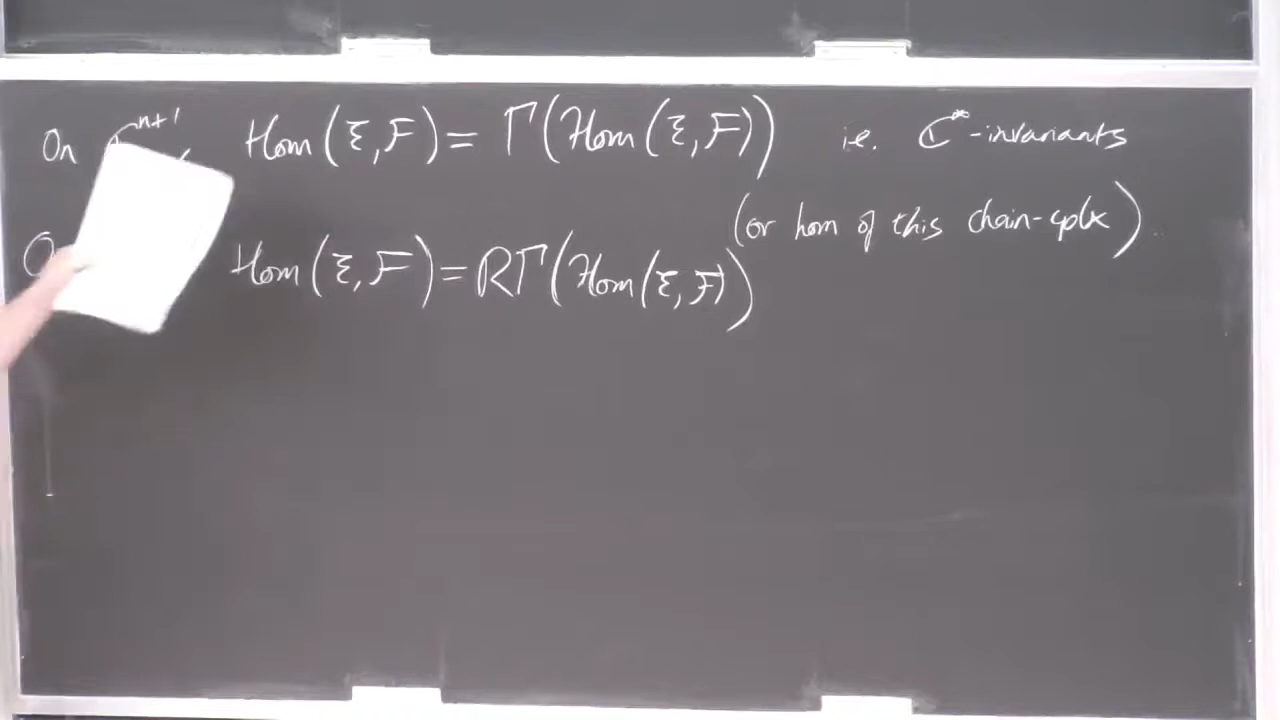 On ℂⁿ⁺¹ Hom(ℰ,F) = Γ(ℋom(ℰ,F)) i.e. ℂ*-invariants
(or hom of this chain-cplx)
Hom(ℰ,F) = RΓ(ℋom(ℰ,F))